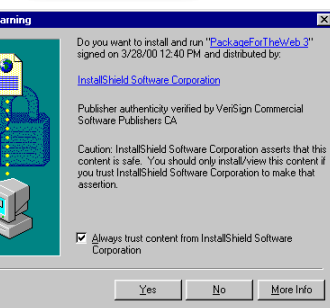 arning
Do you want to install and run "PackageForTheWeb 3"
signed on 3/28/00 12:40 PM and distributed by:
InstallShield Software Corporation
Publisher authenticity verified by VeriSign Commercial
Software Publishers CA
Caution: InstallShield Software Corporation asserts that this
content is safe. You should only install/view this content if
you trust InstallShield Software Corporation to make that
assertion.
Always trust content from InstallShield Software
Corporation
Yes No More Info